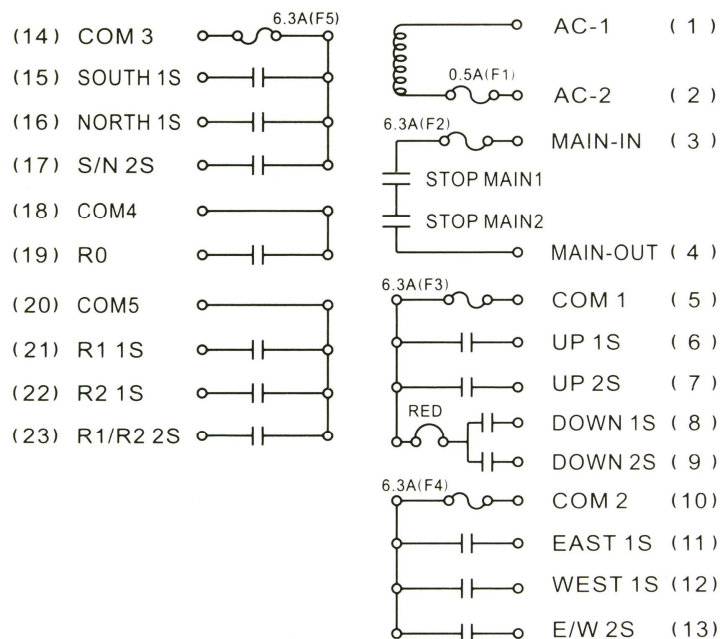 6.3A(F5)
(14) COM 3
(15) SOUTH 1S
(16) NORTH 1S
(17) S/N 2S
(18) COM4
(19) R0
(20) COM5
(21) R1 1S
(22) R2 1S
(23) R1/R2 2S
AC-1 (1)
0.5A(F1)
AC-2 (2)
6.3A(F2)
MAIN-IN (3)
STOP MAIN1
STOP MAIN2
MAIN-OUT (4)
6.3A(F3)
COM 1 (5)
UP 1S (6)
UP 2S (7)
RED
DOWN 1S (8)
DOWN 2S (9)
6.3A(F4)
COM 2 (10)
EAST 1S (11)
WEST 1S (12)
E/W 2S (13)